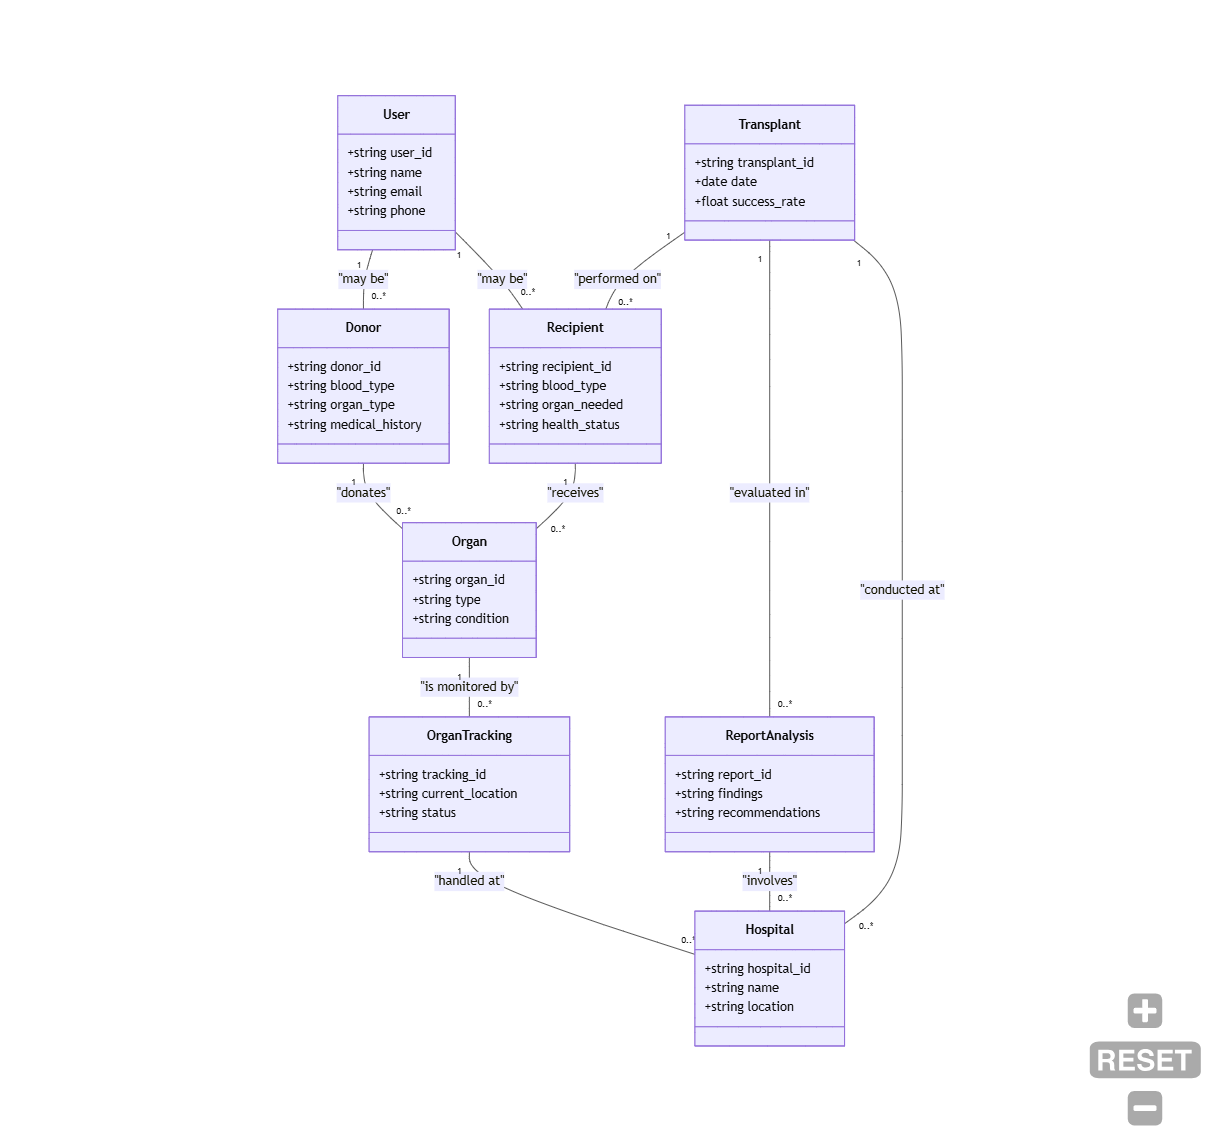 User
+string user_id
+string name
+string email
+string phone
Transplant
+string transplant_id
+date date
+float success_rate
1
1
1
1
1
"may be"
"may be"
"performed on"
0..*
0..*
0..*
Donor
+string donor_id
+string blood_type
+string organ_type
+string medical_history
Recipient
+string recipient_id
+string blood_type
+string organ_needed
+string health_status
1
"donates"
0..*
1
"receives"
0..*
"evaluated in"
Organ
+string organ_id
+string type
+string condition
"conducted at"
1
"is monitored by"
0..*
0..*
OrganTracking
+string tracking_id
+string current_location
+string status
ReportAnalysis
+string report_id
+string findings
+string recommendations
1
"handled at"
0..*
1
"involves"
0..*
0..*
Hospital
+string hospital_id
+string name
+string location
RESET